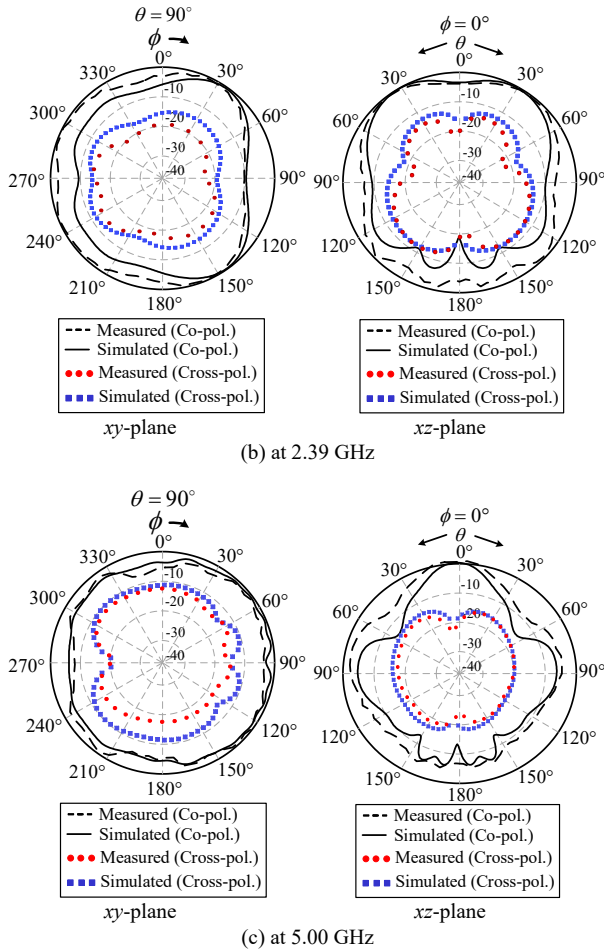 θ = 90°
ϕ
0°
30°
60°
90°
120°
150°
180°
210°
240°
270°
300°
330°
-10
-20
-30
-40
Measured (Co-pol.)
Simulated (Co-pol.)
Measured (Cross-pol.)
Simulated (Cross-pol.)
xy-plane
ϕ = 0°
θ
0°
30°
30°
60°
60°
90°
90°
120°
120°
150°
150°
180°
-10
-20
-30
-40
Measured (Co-pol.)
Simulated (Co-pol.)
Measured (Cross-pol.)
Simulated (Cross-pol.)
xz-plane
(b) at 2.39 GHz
θ = 90°
ϕ
0°
30°
60°
90°
120°
150°
180°
210°
240°
270°
300°
330°
-10
-20
-30
-40
Measured (Co-pol.)
Simulated (Co-pol.)
Measured (Cross-pol.)
Simulated (Cross-pol.)
xy-plane
ϕ = 0°
θ
0°
30°
30°
60°
60°
90°
90°
120°
120°
150°
150°
180°
-10
-20
-30
-40
Measured (Co-pol.)
Simulated (Co-pol.)
Measured (Cross-pol.)
Simulated (Cross-pol.)
xz-plane
(c) at 5.00 GHz